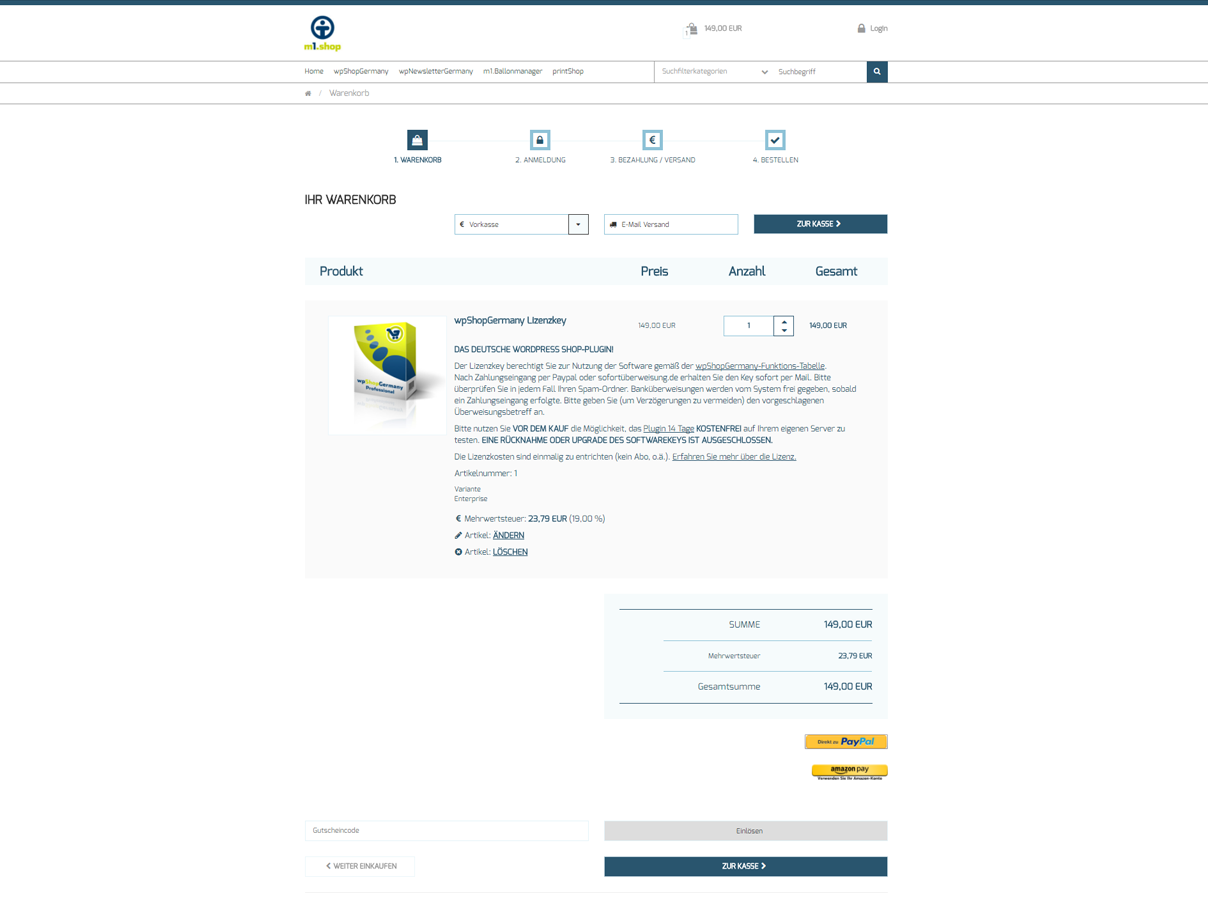 m1.shop
1
149,00 EUR
Login
Home
wpShopGermany
wpNewsletterGermany
m1.Ballonmanager
printShop
Suchfilterkategorien
Suchbegriff
/ Warenkorb
1. WARENKORB
2. ANMELDUNG
€
3. BEZAHLUNG / VERSAND
4. BESTELLEN
IHR WARENKORB
€ Vorkasse
E-Mail Versand
ZUR KASSE
Produkt
Preis
Anzahl
Gesamt
wpShopGermany
Professional
wpShopGermany Lizenzkey
149,00 EUR
1
149,00 EUR
DAS DEUTSCHE WORDPRESS SHOP-PLUGIN!
Der Lizenzkey berechtigt Sie zur Nutzung der Software gemäß der wpShopGermany-Funktions-Tabelle.
Nach Zahlungseingang per Paypal oder sofortüberweisung.de erhalten Sie den Key sofort per Mail. Bitte
überprüfen Sie in jedem Fall Ihren Spam-Ordner. Banküberweisungen werden vom System frei gegeben, sobald
ein Zahlungseingang erfolgte. Bitte geben Sie (um Verzögerungen zu vermeiden) den vorgeschlagenen
Überweisungsbetreff an.
Bitte nutzen Sie VOR DEM KAUF die Möglichkeit, das Plugin 14 Tage KOSTENFREI auf Ihrem eigenen Server zu
testen. EINE RÜCKNAHME ODER UPGRADE DES SOFTWAREKEYS IST AUSGESCHLOSSEN.
Die Lizenzkosten sind einmalig zu entrichten (kein Abo, o.ä.). Erfahren Sie mehr über die Lizenz.
Artikelnummer: 1
Variante
Enterprise
€ Mehrwertsteuer: 23,79 EUR (19,00 %)
Artikel: ÄNDERN
Artikel: LÖSCHEN
SUMME 149,00 EUR
Mehrwertsteuer 23,79 EUR
Gesamtsumme 149,00 EUR
Direkt zu PayPal
amazon pay
Verwenden Sie Ihr Amazon-Konto
Gutscheincode
Einlösen
WEITER EINKAUFEN
ZUR KASSE